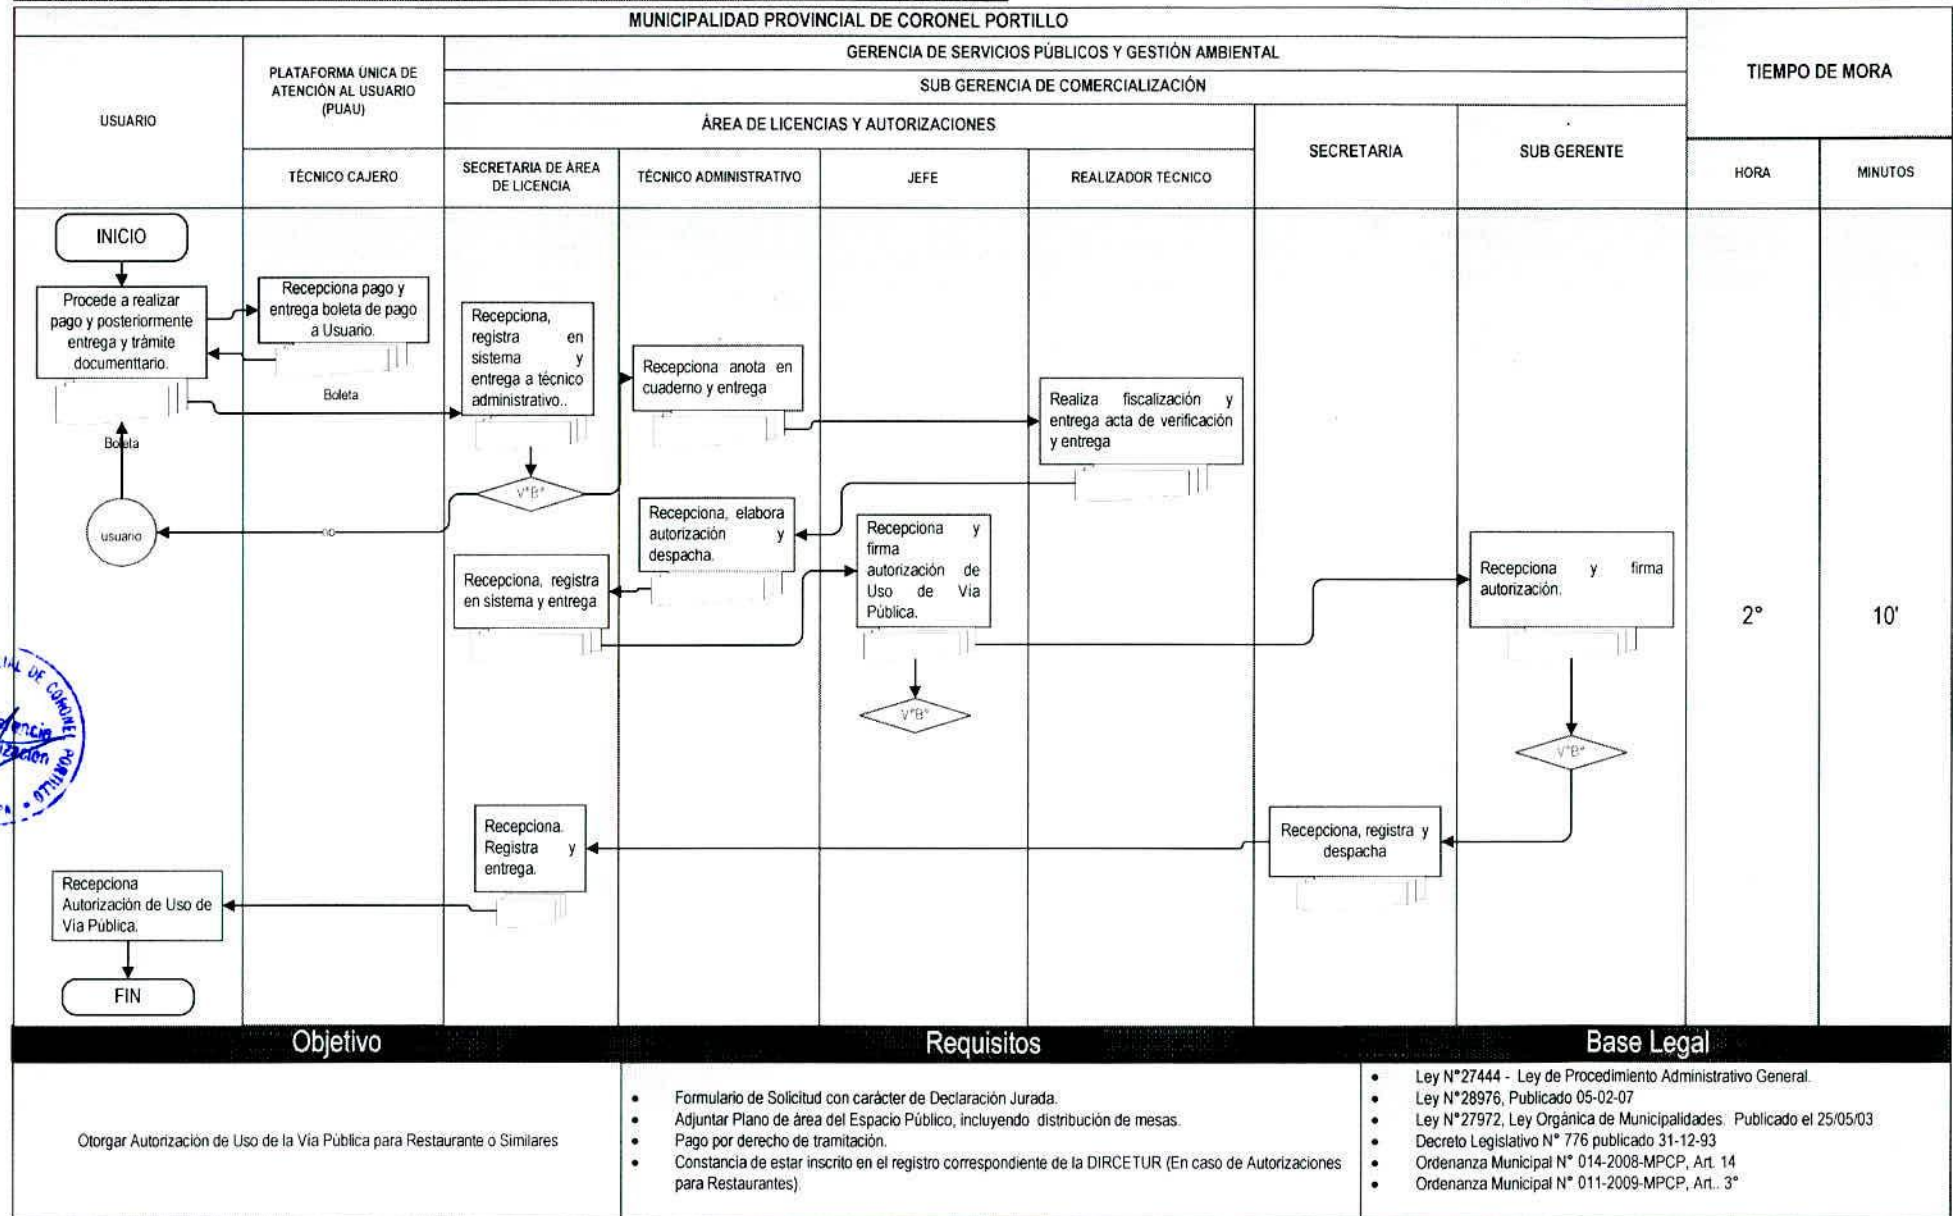 MUNICIPALIDAD PROVINCIAL DE CORONEL PORTILLO
GERENCIA DE SERVICIOS PÚBLICOS Y GESTIÓN AMBIENTAL
SUB GERENCIA DE COMERCIALIZACIÓN
TIEMPO DE MORA
USUARIO
PLATAFORMA ÚNICA DE
ATENCIÓN AL USUARIO
(PUAU)
ÁREA DE LICENCIAS Y AUTORIZACIONES
SECRETARIA
SUB GERENTE
TÉCNICO CAJERO
SECRETARIA DE ÁREA
DE LICENCIA
TÉCNICO ADMINISTRATIVO
JEFE
REALIZADOR TÉCNICO
HORA
MINUTOS
INICIO
Procede a realizar
pago y posteriormente
entrega y trámite
documenttario.
Recepciona pago y
entrega boleta de pago
a Usuario.
Boleta
Boleta
usuario
Recepciona,
registra en
sistema y
entrega a técnico
administrativo..
V°B°
no
Recepciona anota en
cuaderno y entrega
Realiza fiscalización y
entrega acta de verificación
y entrega
Recepciona, elabora
autorización y
despacha.
Recepciona, registra
en sistema y entrega
Recepciona y
firma
autorización de
Uso de Vía
Pública.
V°B°
Recepciona y firma
autorización.
V°B°
2°
10'
Recepciona, registra y
despacha
Recepciona.
Registra y
entrega.
Recepciona
Autorización de Uso de
Vía Pública.
FIN
DE CORONEL PORTILLO
Objetivo
Requisitos
Base Legal
Otorgar Autorización de Uso de la Vía Pública para Restaurante o Similares
• Formulario de Solicitud con carácter de Declaración Jurada.
• Adjuntar Plano de área del Espacio Público, incluyendo distribución de mesas.
• Pago por derecho de tramitación.
• Constancia de estar inscrito en el registro correspondiente de la DIRCETUR (En caso de Autorizaciones
para Restaurantes).
• Ley N°27444 - Ley de Procedimiento Administrativo General.
• Ley N°28976, Publicado 05-02-07
• Ley N°27972, Ley Orgánica de Municipalidades. Publicado el 25/05/03
• Decreto Legislativo N° 776 publicado 31-12-93
• Ordenanza Municipal N° 014-2008-MPCP, Art. 14
• Ordenanza Municipal N° 011-2009-MPCP, Art.. 3°